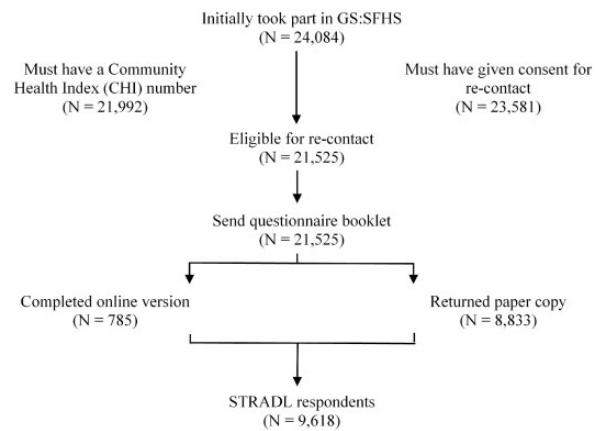 Initially took part in GS:SFHS
(N = 24,084)
Must have a Community
Health Index (CHI) number
(N = 21,992)
Must have given consent for
re-contact
(N = 23,581)
Eligible for re-contact
(N = 21,525)
Send questionnaire booklet
(N = 21,525)
Completed online version
(N = 785)
Returned paper copy
(N = 8,833)
STRADL respondents
(N = 9,618)